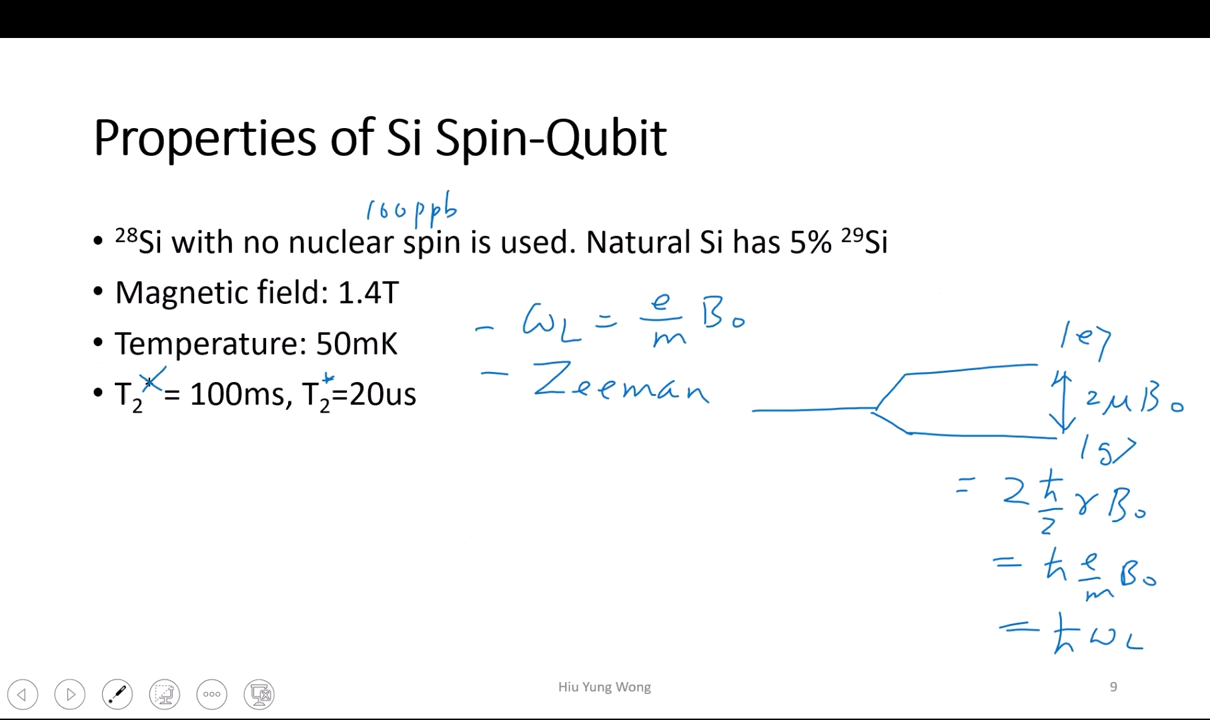 Properties of Si Spin-Qubit
100ppb
• ²⁸Si with no nuclear spin is used. Natural Si has 5% ²⁹Si
• Magnetic field: 1.4T
• Temperature: 50mK
• T₂* = 100ms, T₂*=20us
- ω_L = e/m B₀
- Zeeman
|e>
2μB₀
|g>
= 2 ħ/2 γ B₀
= ħ e/m B₀
= ħ ω_L
Hiu Yung Wong
9